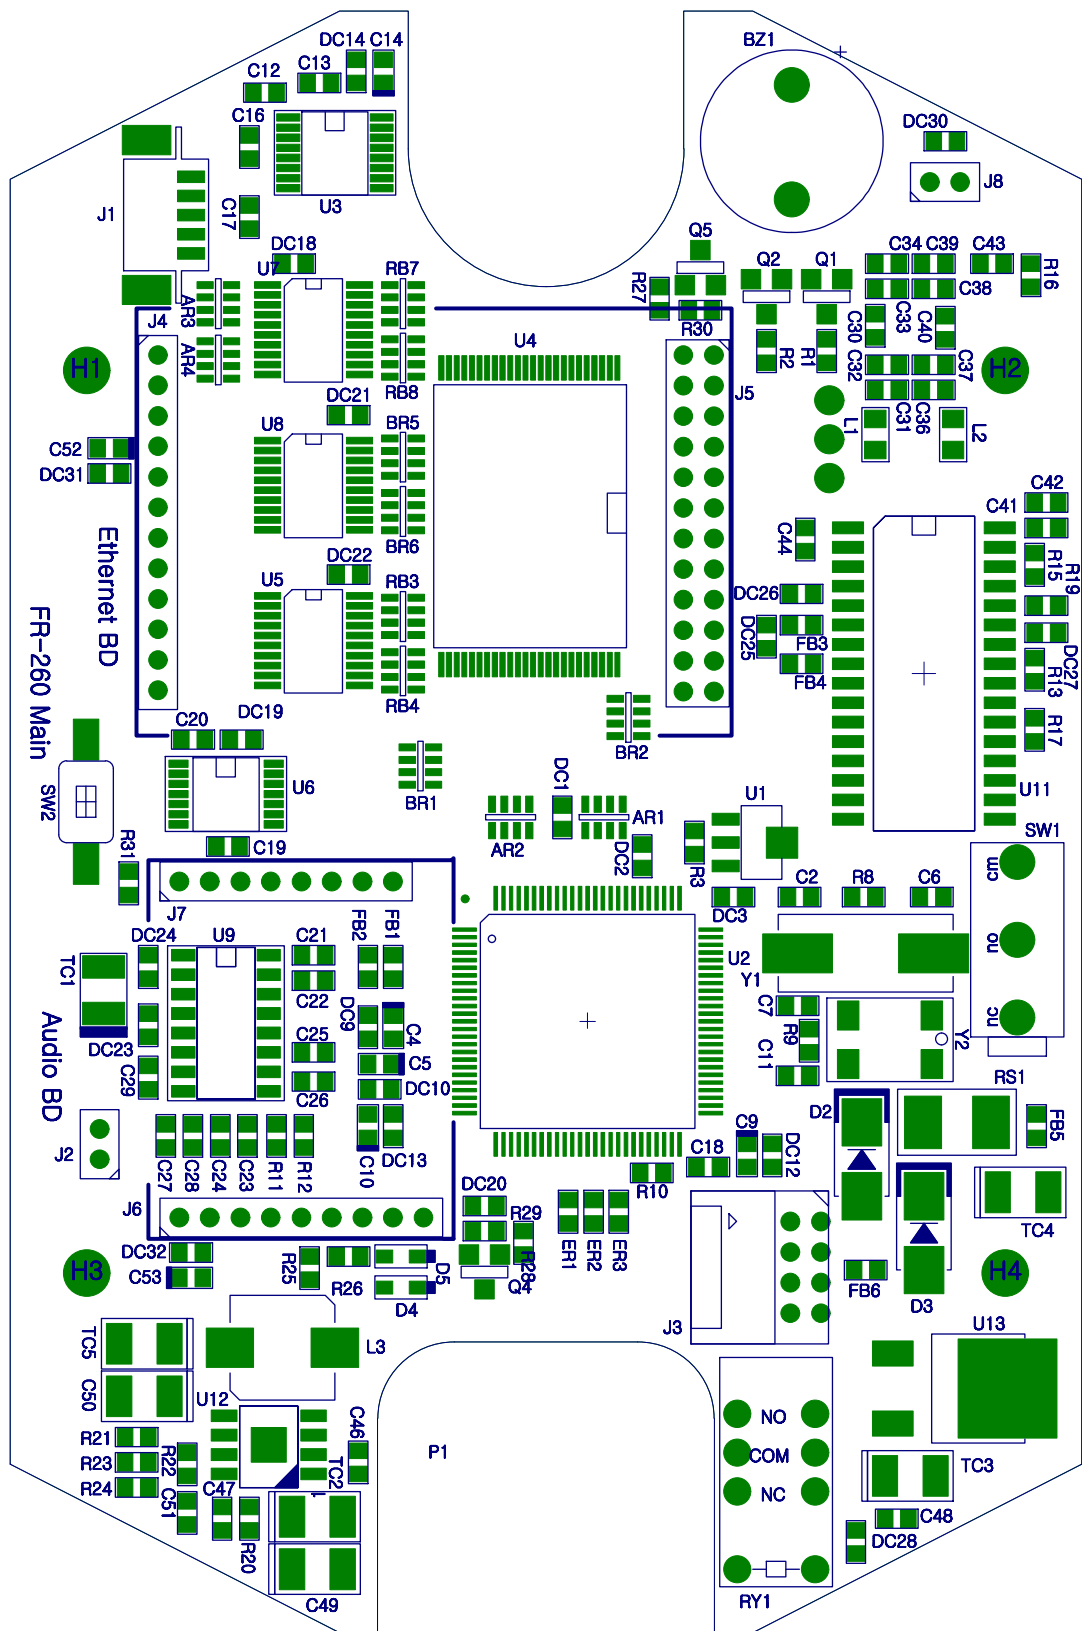 DC14
C14
BZ1
C13
C12
C16
DC30
J8
U3
J1
C17
Q5
DC18
U7
RB7
R27
Q2
Q1
C34
C39
C43
R16
C38
AR3
J4
R30
C30
C33
C40
U4
AR4
H1
RB8
R2
R1
C32
C37
H2
J5
DC21
U8
BR5
L1
C31
C36
L2
C52
DC31
C42
C41
Ethernet BD
BR6
C44
R15
R19
DC22
U5
RB3
DC26
FR-260 Main
DC25
FB3
FB4
DC27
R13
RB4
C20
DC19
BR2
R17
SW2
U6
BR1
DC1
U1
U11
AR1
SW1
R31
C19
AR2
DC2
R3
cm
C2
R8
C6
J7
DC3
DC24
U9
C21
FB2
FB1
no
TC1
U2
Y1
C22
C7
nc
DC9
C4
Audio BD
DC23
C25
R9
Y2
C29
C5
C11
C26
DC10
RS1
D2
J2
C9
FB5
C27
C28
C24
C23
R11
R12
C10
DC13
C18
DC12
R10
J6
DC20
R29
TC4
DC32
H3
C53
R25
R26
D5
R28
Q4
ER1
ER2
ER3
H4
FB6
D3
D4
J3
U13
TC5
L3
C50
U12
NO
R21
C46
P1
COM
R23
R22
TC2
TC3
R24
C47
NC
C51
C48
DC28
R20
C49
RY1